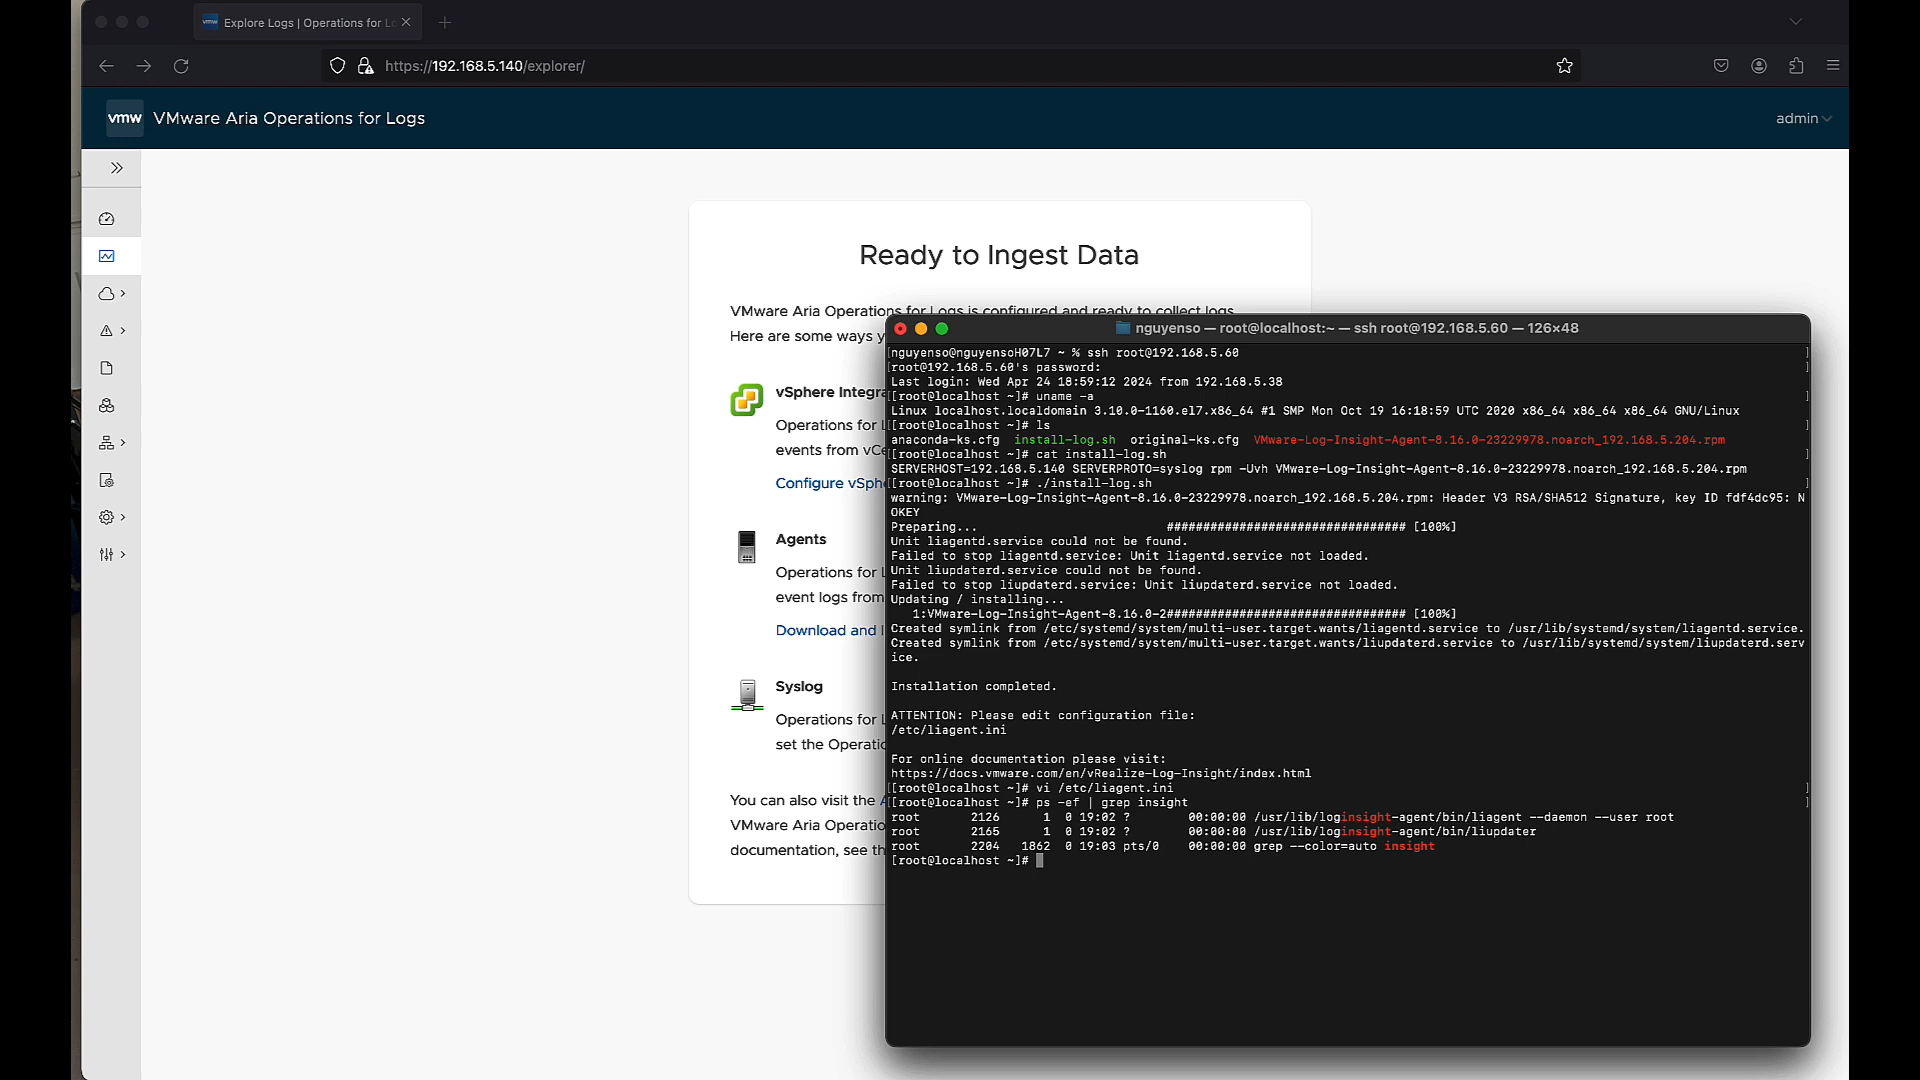 Explore Logs | Operations for Lo
https://192.168.5.140/explorer/
vmw VMware Aria Operations for Logs
admin
Ready to Ingest Data
VMware Aria Operations for Logs is configured and ready to collect logs.
Here are some ways y
vSphere Integra
Operations for L
events from vCe
Configure vSphe
Agents
Operations for L
event logs from
Download and I
Syslog
Operations for L
set the Operatio
You can also visit the A
VMware Aria Operatio
documentation, see th
nguyenso — root@localhost:~ — ssh root@192.168.5.60 — 126×48
[nguyenso@nguyensoH07L7 ~ % ssh root@192.168.5.60 ]
[root@192.168.5.60's password: ]
Last login: Wed Apr 24 18:59:12 2024 from 192.168.5.38
[[root@localhost ~]# uname -a ]
Linux localhost.localdomain 3.10.0-1160.el7.x86_64 #1 SMP Mon Oct 19 16:18:59 UTC 2020 x86_64 x86_64 x86_64 GNU/Linux
[[root@localhost ~]# ls ]
anaconda-ks.cfg install-log.sh original-ks.cfg VMware-Log-Insight-Agent-8.16.0-23229978.noarch_192.168.5.204.rpm
[[root@localhost ~]# cat install-log.sh ]
SERVERHOST=192.168.5.140 SERVERPROTO=syslog rpm -Uvh VMware-Log-Insight-Agent-8.16.0-23229978.noarch_192.168.5.204.rpm
[[root@localhost ~]# ./install-log.sh ]
warning: VMware-Log-Insight-Agent-8.16.0-23229978.noarch_192.168.5.204.rpm: Header V3 RSA/SHA512 Signature, key ID fdf4dc95: N
OKEY
Preparing... ################################# [100%]
Unit liagentd.service could not be found.
Failed to stop liagentd.service: Unit liagentd.service not loaded.
Unit liupdaterd.service could not be found.
Failed to stop liupdaterd.service: Unit liupdaterd.service not loaded.
Updating / installing...
1:VMware-Log-Insight-Agent-8.16.0-2################################# [100%]
Created symlink from /etc/systemd/system/multi-user.target.wants/liagentd.service to /usr/lib/systemd/system/liagentd.service.
Created symlink from /etc/systemd/system/multi-user.target.wants/liupdaterd.service to /usr/lib/systemd/system/liupdaterd.serv
ice.
Installation completed.
ATTENTION: Please edit configuration file:
/etc/liagent.ini
For online documentation please visit:
https://docs.vmware.com/en/vRealize-Log-Insight/index.html
[[root@localhost ~]# vi /etc/liagent.ini ]
[[root@localhost ~]# ps -ef | grep insight ]
root 2126 1 0 19:02 ? 00:00:00 /usr/lib/loginsight-agent/bin/liagent --daemon --user root
root 2165 1 0 19:02 ? 00:00:00 /usr/lib/loginsight-agent/bin/liupdater
root 2204 1862 0 19:03 pts/0 00:00:00 grep --color=auto insight
[root@localhost ~]#